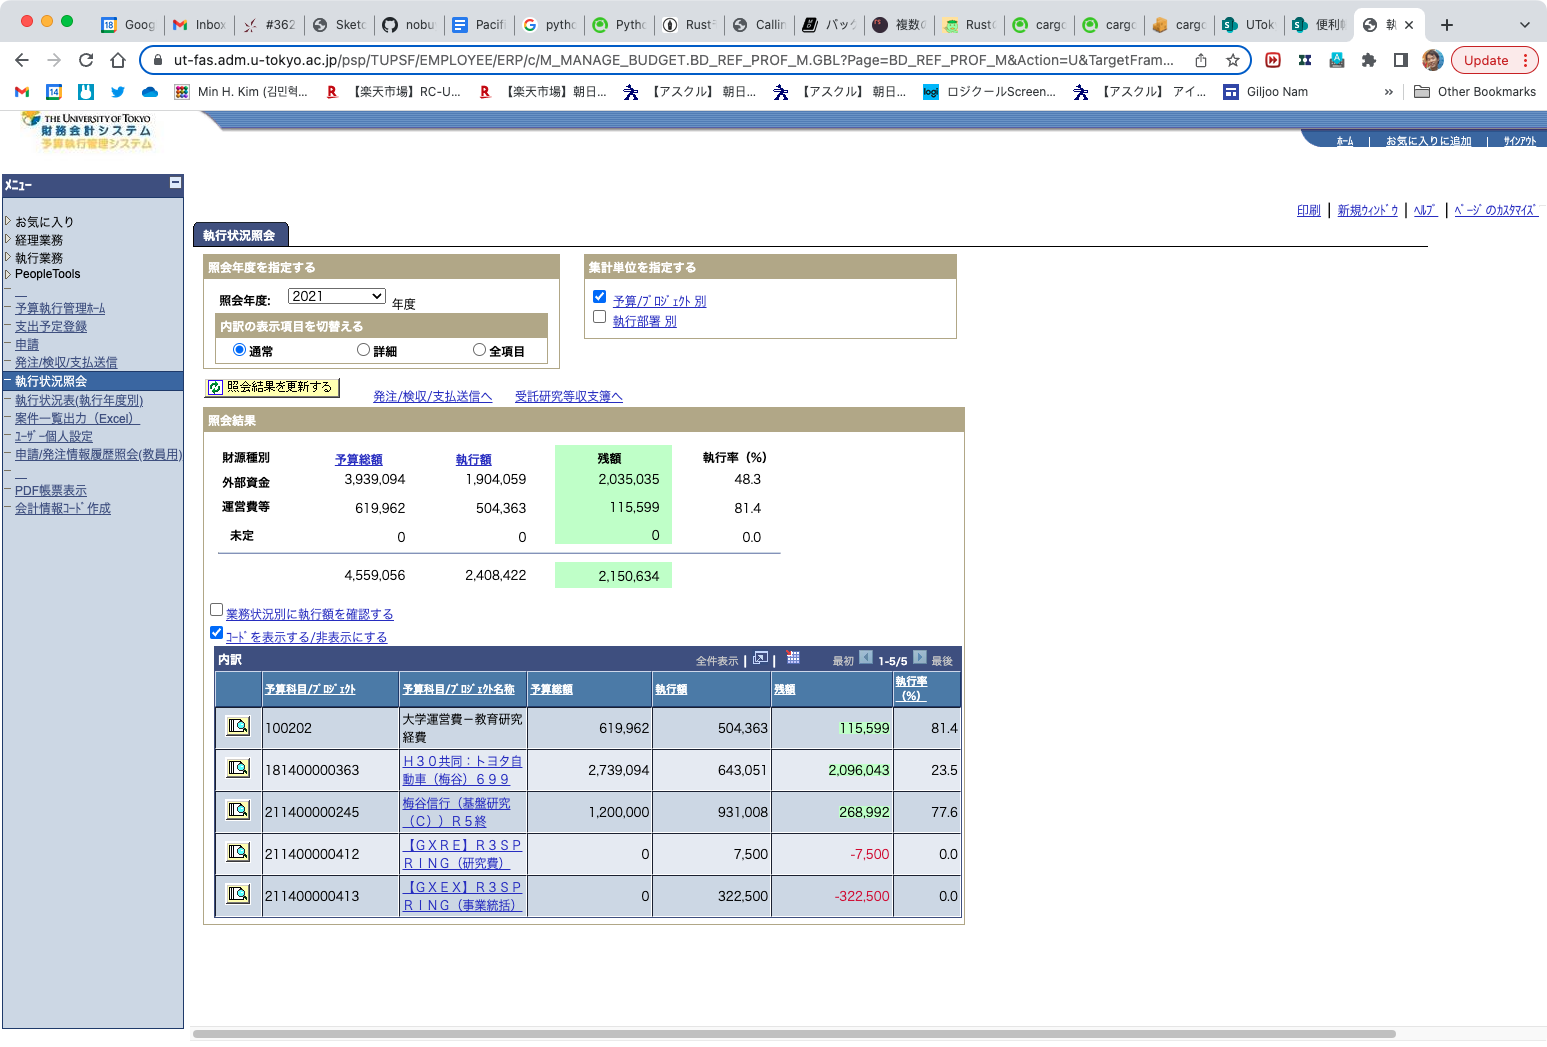 Goog
Inbox
#362
Sketc
nobu
Pacif
pytho
Pytho
Rust
Callin
バック
複数の
RustC
cargo
cargo
cargo
UTok
便利帳
執
ut-fas.adm.u-tokyo.ac.jp/psp/TUPSF/EMPLOYEE/ERP/c/M_MANAGE_BUDGET.BD_REF_PROF_M.GBL?Page=BD_REF_PROF_M&Action=U&TargetFram...
Update
Min H. Kim (김민혁...
【楽天市場】RC-U...
【楽天市場】朝日...
【アスクル】 朝日...
【アスクル】 朝日...
ロジクールScreen...
【アスクル】 アイ...
Giljoo Nam
»
Other Bookmarks
THE UNIVERSITY OF TOKYO
財務会計システム
予算執行管理システム
ﾎｰﾑ | お気に入りに追加 | ｻｲﾝｱｳﾄ
ﾒﾆｭｰ
お気に入り
経理業務
執行業務
PeopleTools
予算執行管理ﾎｰﾑ
支出予定登録
申請
発注/検収/支払送信
執行状況照会
執行状況表(執行年度別)
案件一覧出力（Excel）
ﾕｰｻﾞｰ個人設定
申請/発注情報履歴照会(教員用)
PDF帳票表示
会計情報ｺｰﾄﾞ作成
印刷 | 新規ｳｨﾝﾄﾞｳ | ﾍﾙﾌﾟ | ﾍﾟｰｼﾞのｶｽﾀﾏｲｽﾞ
執行状況照会
照会年度を指定する
照会年度: 2021 年度
内訳の表示項目を切替える
通常 詳細 全項目
集計単位を指定する
予算/ﾌﾟﾛｼﾞｪｸﾄ 別
執行部署 別
照会結果を更新する
発注/検収/支払送信へ 受託研究等収支簿へ
照会結果
財源種別 予算総額 執行額 残額 執行率（%）
外部資金 3,939,094 1,904,059 2,035,035 48.3
運営費等 619,962 504,363 115,599 81.4
未定 0 0 0 0.0
4,559,056 2,408,422 2,150,634
業務状況別に執行額を確認する
ｺｰﾄﾞを表示する/非表示にする
内訳 全件表示 | | 最初 1-5/5 最後
予算科目/ﾌﾟﾛｼﾞｪｸﾄ 予算科目/ﾌﾟﾛｼﾞｪｸﾄ名称 予算総額 執行額 残額 執行率（%）
100202 大学運営費－教育研究経費 619,962 504,363 115,599 81.4
181400000363 Ｈ３０共同：トヨタ自動車（梅谷）６９９ 2,739,094 643,051 2,096,043 23.5
211400000245 梅谷信行（基盤研究（Ｃ））Ｒ５終 1,200,000 931,008 268,992 77.6
211400000412 【ＧＸＲＥ】Ｒ３ＳＰＲＩＮＧ（研究費） 0 7,500 -7,500 0.0
211400000413 【ＧＸＥＸ】Ｒ３ＳＰＲＩＮＧ（事業統括） 0 322,500 -322,500 0.0